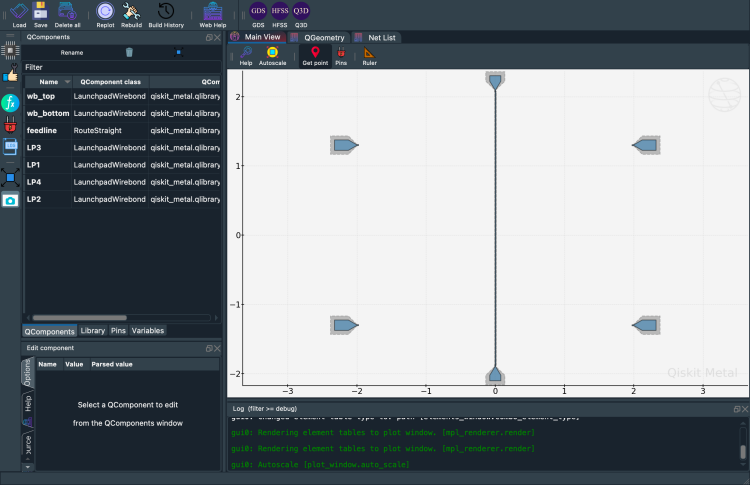 GDS HFSS Q3D
Load Save Delete all Replot Rebuild Build History Web Help GDS HFSS Q3D
QComponents
Rename
Filter
Name QComponent class QCom
wb_top LaunchpadWirebond qiskit_metal.qlibrary
wb_bottom LaunchpadWirebond qiskit_metal.qlibrary
feedline RouteStraight qiskit_metal.qlibrary
LP3 LaunchpadWirebond qiskit_metal.qlibrary
LP1 LaunchpadWirebond qiskit_metal.qlibrary
LP4 LaunchpadWirebond qiskit_metal.qlibrary
LP2 LaunchpadWirebond qiskit_metal.qlibrary
QComponents Library Pins Variables
Edit component
Options
Help
ource
Name Value Parsed value
Select a QComponent to edit
from the QComponents window
Main View QGeometry Net List
Help Autoscale Get point Pins Ruler
2
1
0
−1
−2
−3 −2 −1 0 1 2 3
Qiskit Metal
Log (filter >= debug)
gui0: Rendering element tables to plot window. [mpl_renderer.render]
gui0: Rendering element tables to plot window. [mpl_renderer.render]
gui0: Autoscale [plot_window.auto_scale]